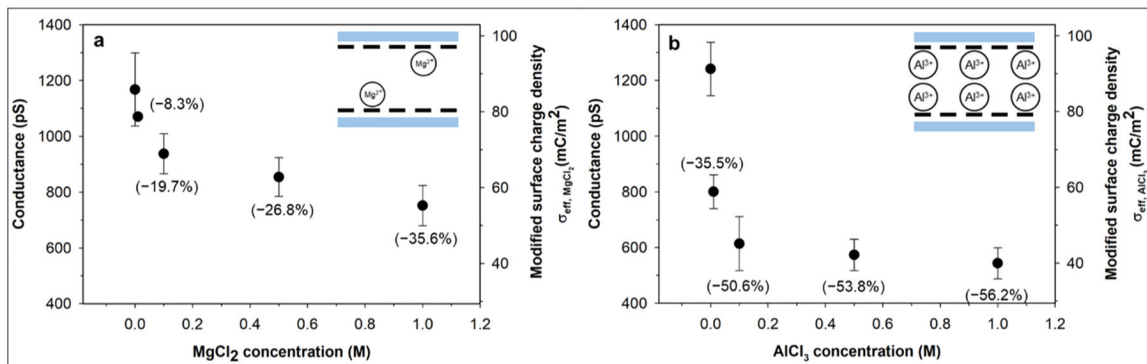 a
Conductance (pS)
1400
1200
1000
800
600
400
(−8.3%)
(−19.7%)
(−26.8%)
(−35.6%)
Mg²⁺
Mg²⁺
100
80
60
40
Modified surface charge density
σeff, MgCl₂ (mC/m²)
0.0 0.2 0.4 0.6 0.8 1.0 1.2
MgCl₂ concentration (M)
b
Conductance (pS)
1400
1200
1000
800
600
400
(−35.5%)
(−50.6%)
(−53.8%)
(−56.2%)
Al³⁺ Al³⁺ Al³⁺
Al³⁺ Al³⁺ Al³⁺
100
80
60
40
Modified surface charge density
σeff, AlCl₃ (mC/m²)
0.0 0.2 0.4 0.6 0.8 1.0 1.2
AlCl₃ concentration (M)